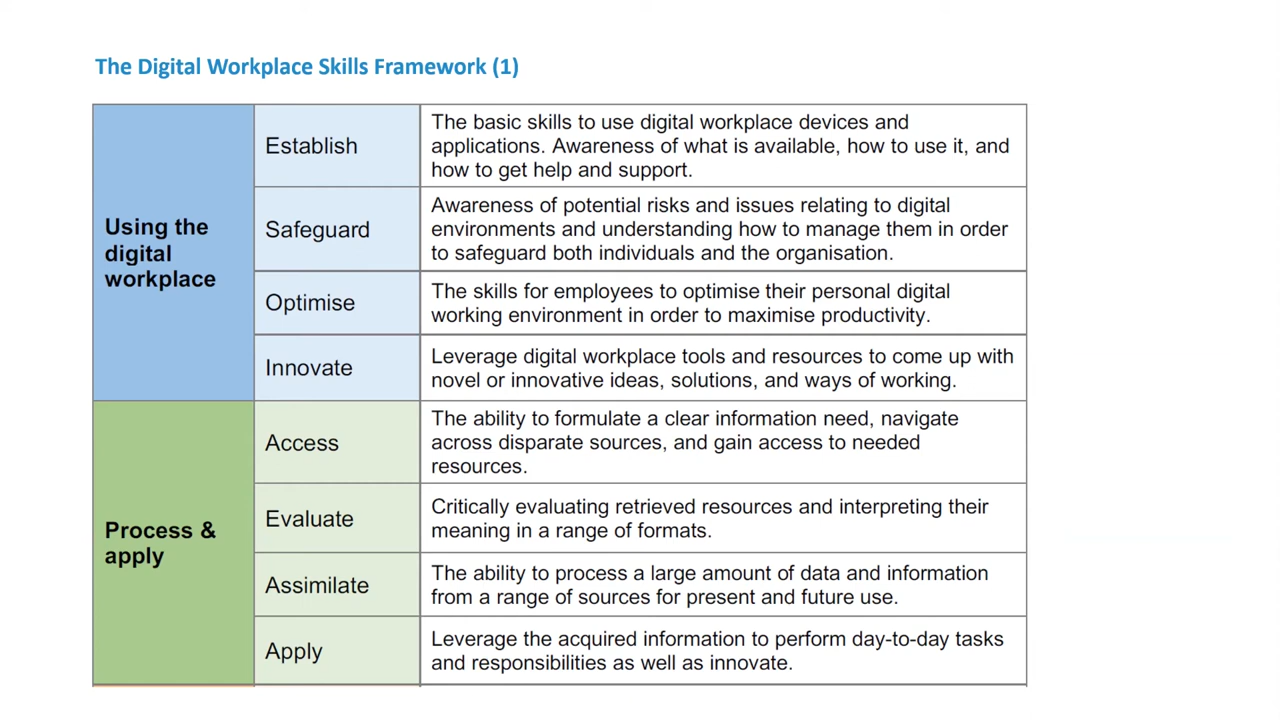 The Digital Workplace Skills Framework (1)
Using the
digital
workplace
Establish
The basic skills to use digital workplace devices and
applications. Awareness of what is available, how to use it, and
how to get help and support.
Safeguard
Awareness of potential risks and issues relating to digital
environments and understanding how to manage them in order
to safeguard both individuals and the organisation.
Optimise
The skills for employees to optimise their personal digital
working environment in order to maximise productivity.
Innovate
Leverage digital workplace tools and resources to come up with
novel or innovative ideas, solutions, and ways of working.
Process &
apply
Access
The ability to formulate a clear information need, navigate
across disparate sources, and gain access to needed
resources.
Evaluate
Critically evaluating retrieved resources and interpreting their
meaning in a range of formats.
Assimilate
The ability to process a large amount of data and information
from a range of sources for present and future use.
Apply
Leverage the acquired information to perform day-to-day tasks
and responsibilities as well as innovate.